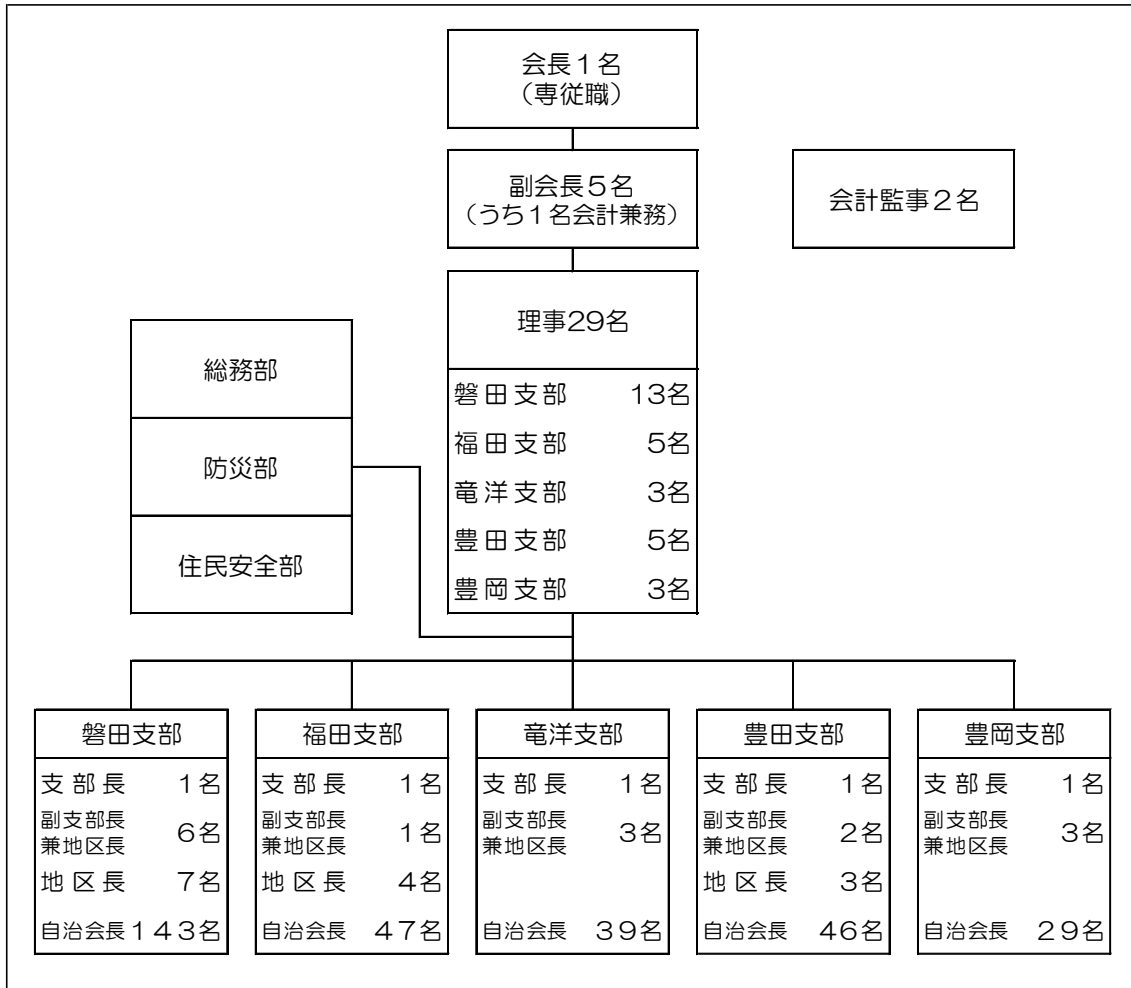 会長１名
（専従職）
副会長５名
（うち１名会計兼務）
会計監事２名
理事29名
磐田支部 13名
福田支部 5名
竜洋支部 3名
豊田支部 5名
豊岡支部 3名
総務部
防災部
住民安全部
磐田支部
支部長 １名
副支部長
兼地区長 ６名
地区長 ７名
自治会長１４３名
福田支部
支部長 １名
副支部長
兼地区長 １名
地区長 ４名
自治会長 ４７名
竜洋支部
支部長 １名
副支部長
兼地区長 ３名
自治会長 ３９名
豊田支部
支部長 １名
副支部長
兼地区長 ２名
地区長 ３名
自治会長 ４６名
豊岡支部
支部長 １名
副支部長
兼地区長 ３名
自治会長 ２９名